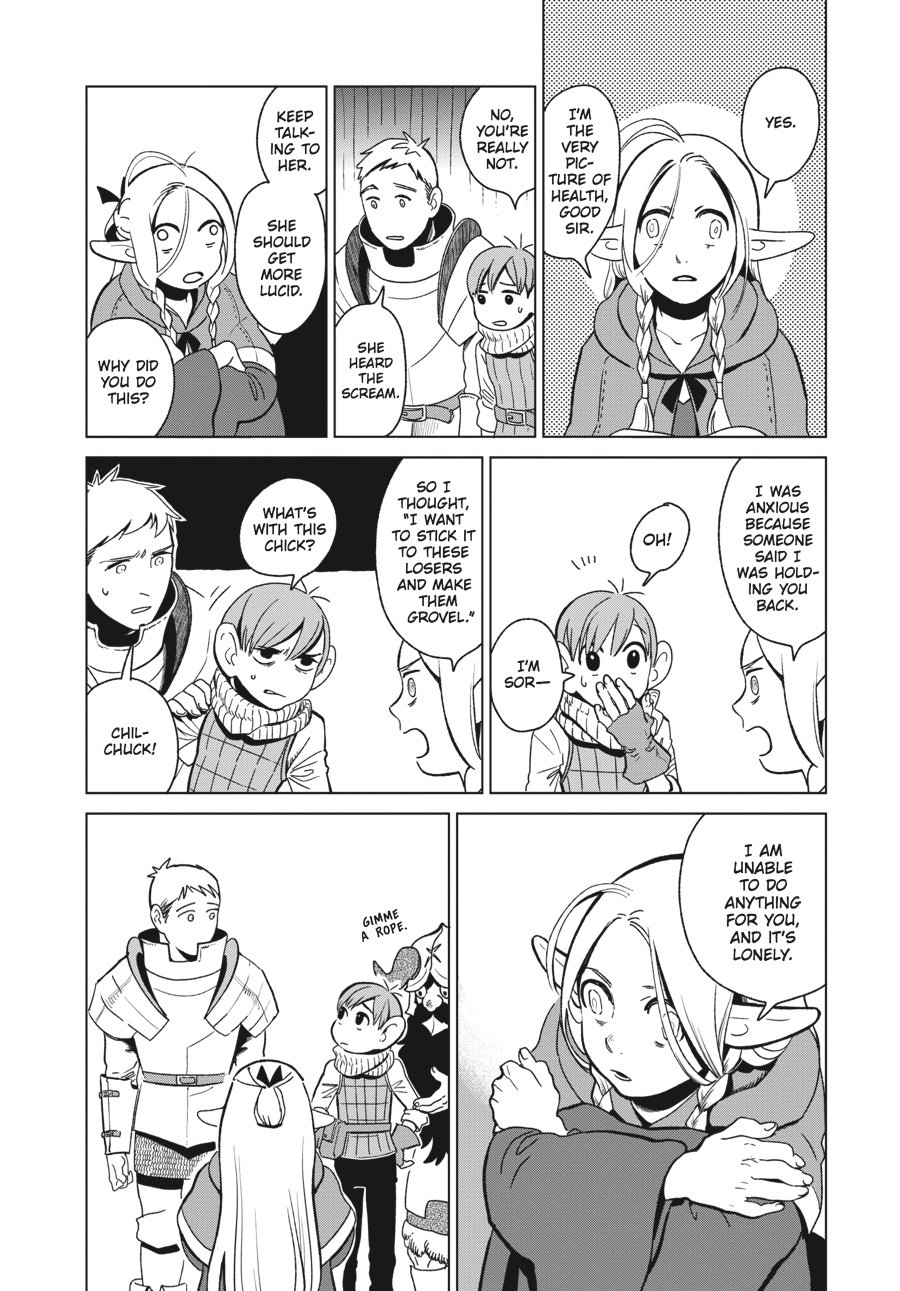 YES.
I'M
THE
VERY
PIC-
TURE OF
HEALTH,
GOOD
SIR.
NO,
YOU'RE
REALLY
NOT.
SHE
HEARD
THE
SCREAM.
KEEP
TALK-
ING TO
HER.
SHE
SHOULD
GET
MORE
LUCID.
WHY DID
YOU DO
THIS?
I WAS
ANXIOUS
BECAUSE
SOMEONE
SAID I
WAS HOLD-
ING YOU
BACK.
OH!
I'M
SOR—
SO I
THOUGHT,
"I WANT
TO STICK IT
TO THESE
LOSERS
AND MAKE
THEM
GROVEL."
WHAT'S
WITH THIS
CHICK?
CHIL-
CHUCK!
I AM
UNABLE
TO DO
ANYTHING
FOR YOU,
AND IT'S
LONELY.
GIMME
A ROPE.